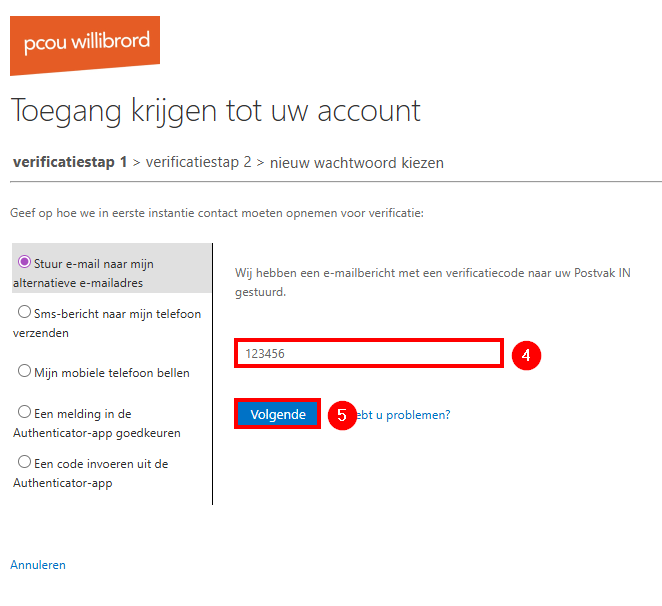 pcou willibrord
Toegang krijgen tot uw account
verificatiestap 1 > verificatiestap 2 > nieuw wachtwoord kiezen
Geef op hoe we in eerste instantie contact moeten opnemen voor verificatie:
Stuur e-mail naar mijn
alternatieve e-mailadres
Sms-bericht naar mijn telefoon
verzenden
Mijn mobiele telefoon bellen
Een melding in de
Authenticator-app goedkeuren
Een code invoeren uit de
Authenticator-app
Wij hebben een e-mailbericht met een verificatiecode naar uw Postvak IN
gestuurd.
123456
4
Volgende
5
ebt u problemen?
Annuleren